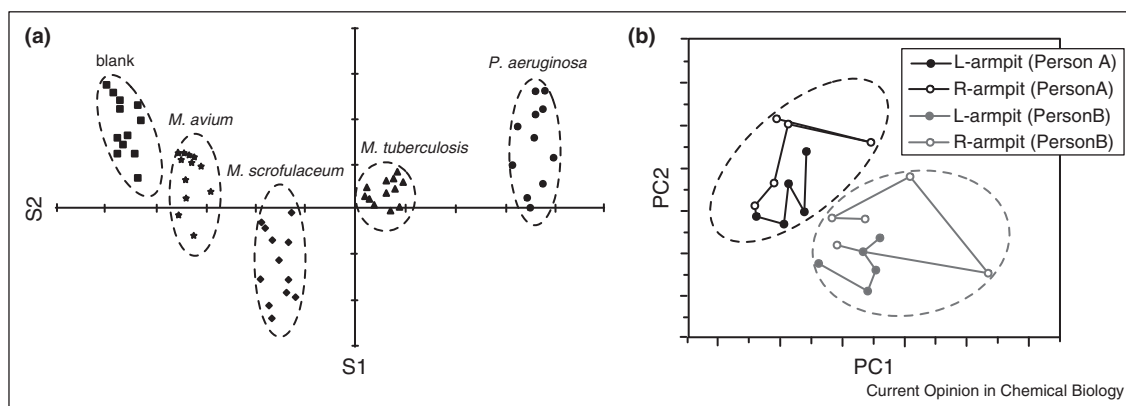 (a)
blank
M. avium
M. scrofulaceum
M. tuberculosis
P. aeruginosa
S2
S1
(b)
L-armpit (Person A)
R-armpit (PersonA)
L-armpit (PersonB)
R-armpit (PersonB)
PC2
PC1
Current Opinion in Chemical Biology